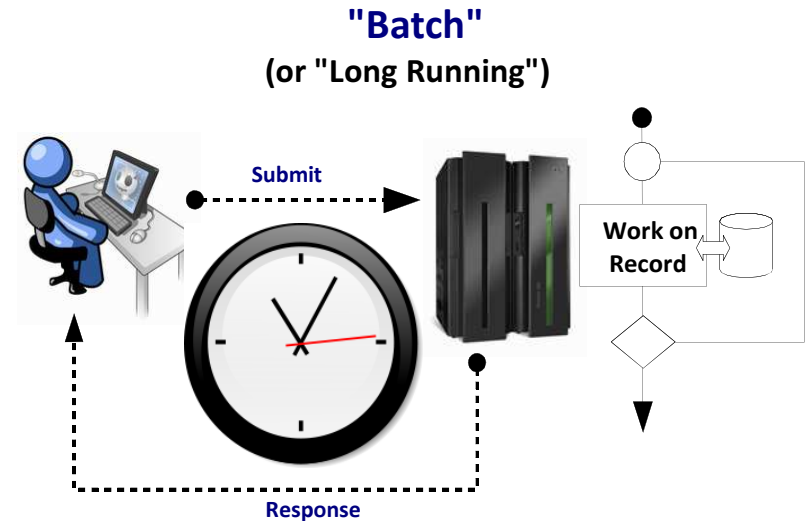 "Batch"
(or "Long Running")
Submit
Work on
Record
Response